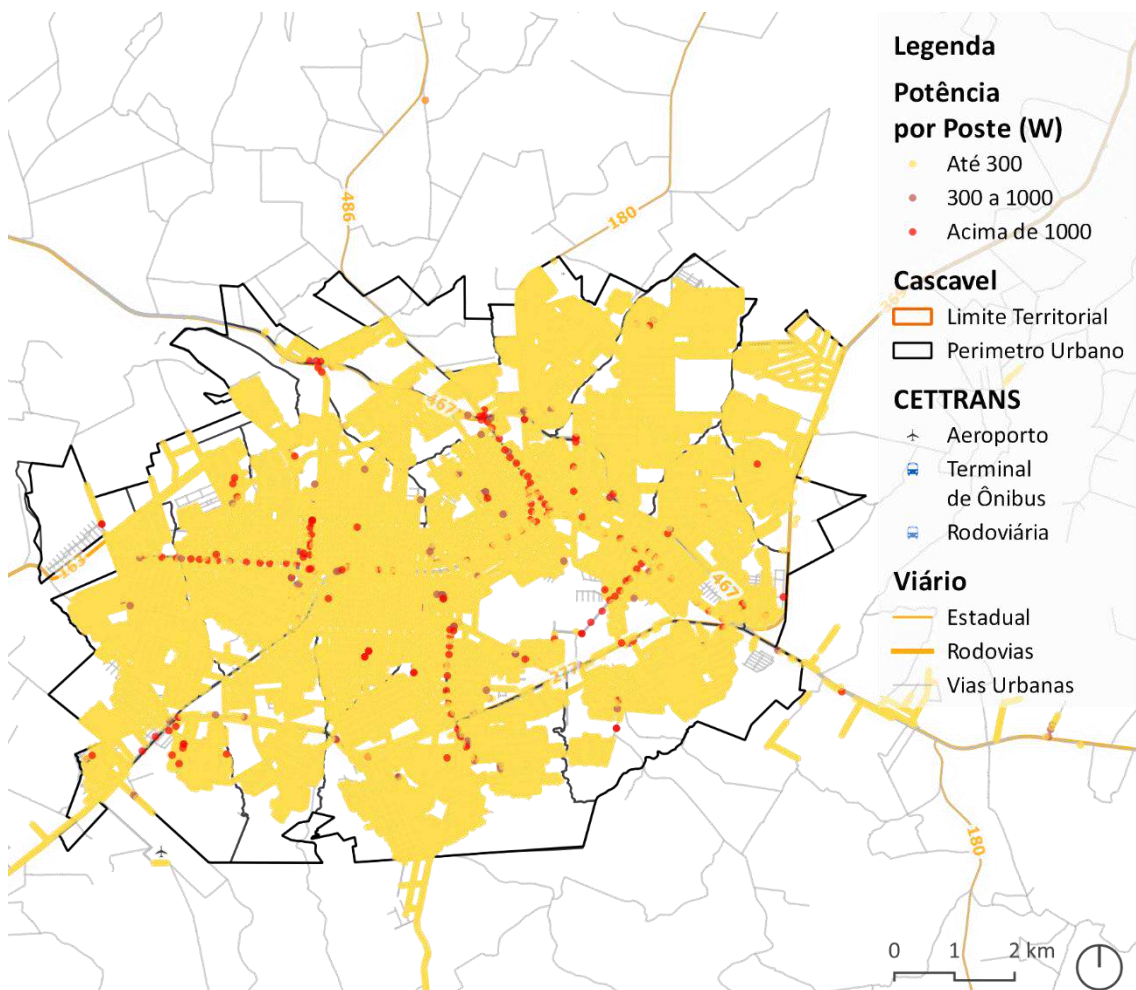 Legenda
Potência
por Poste (W)
Até 300
300 a 1000
Acima de 1000
Cascavel
Limite Territorial
Perimetro Urbano
CETTRANS
Aeroporto
Terminal
de Ônibus
Rodoviária
Viário
Estadual
Rodovias
Vias Urbanas
486
180
369
467
163
467
277
180
0 1 2 km